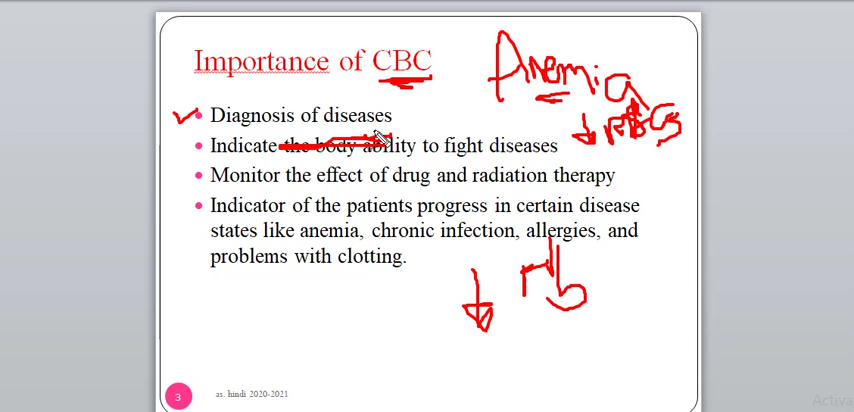 Importance of CBC
Anemia
Diagnosis of diseases
↓ RBCs
Indicate the body ability to fight diseases
Monitor the effect of drug and radiation therapy
Indicator of the patients progress in certain disease
states like anemia, chronic infection, allergies, and
problems with clotting.
↓ Hb
3
as. hindi 2020-2021
Activa